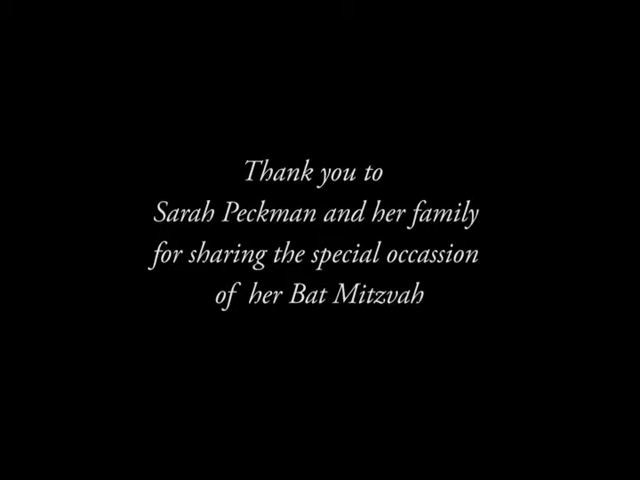 Thank you to
Sarah Peckman and her family
for sharing the special occassion
of her Bat Mitzvah